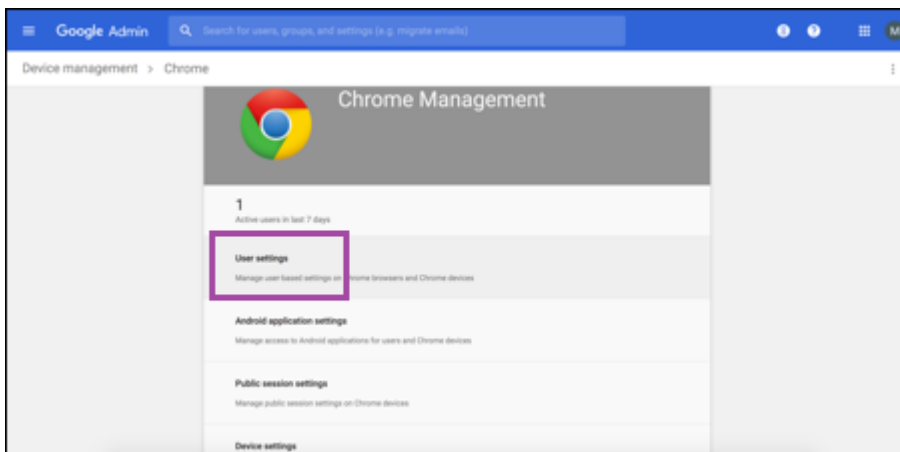 Google Admin
Search for users, groups, and settings (e.g. migrate emails)
M
Device management > Chrome
Chrome Management
1
Active users in last 7 days
User settings
Manage user-based settings on Chrome browsers and Chrome devices
Android application settings
Manage access to Android applications for users and Chrome devices
Public session settings
Manage public session settings on Chrome devices
Device settings